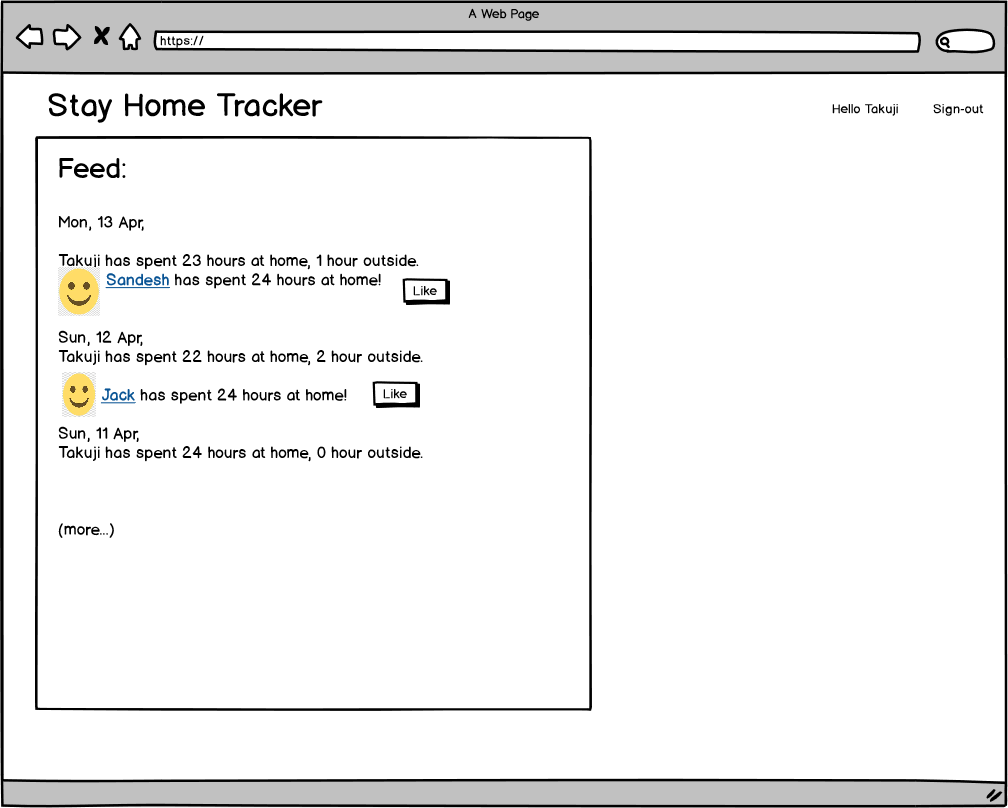 A Web Page
https://
Stay Home Tracker
Hello Takuji
Sign-out
Feed:
Mon, 13 Apr,
Takuji has spent 23 hours at home, 1 hour outside.
Sandesh has spent 24 hours at home!
Like
Sun, 12 Apr,
Takuji has spent 22 hours at home, 2 hour outside.
Jack has spent 24 hours at home!
Like
Sun, 11 Apr,
Takuji has spent 24 hours at home, 0 hour outside.
(more...)